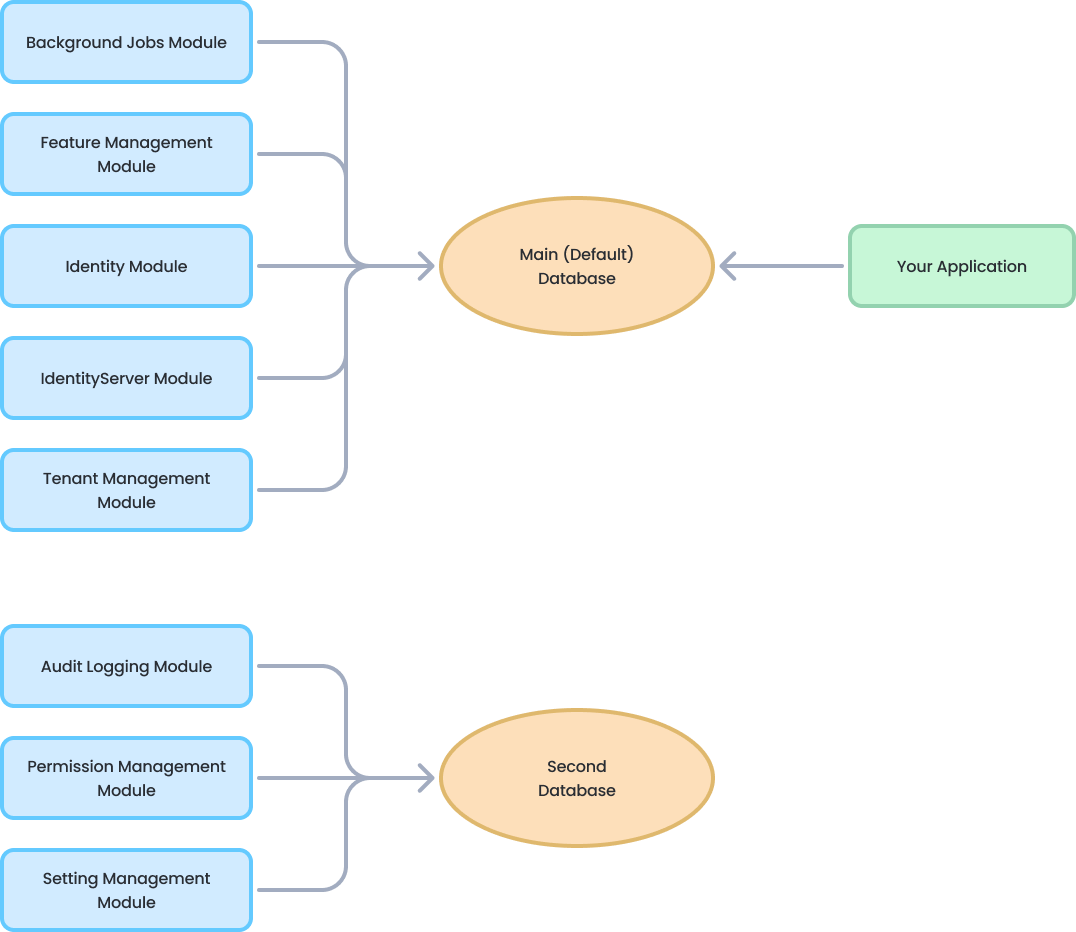 Background Jobs Module
Feature Management
Module
Identity Module
IdentityServer Module
Tenant Management
Module
Main (Default)
Database
Your Application
Audit Logging Module
Permission Management
Module
Setting Management
Module
Second
Database